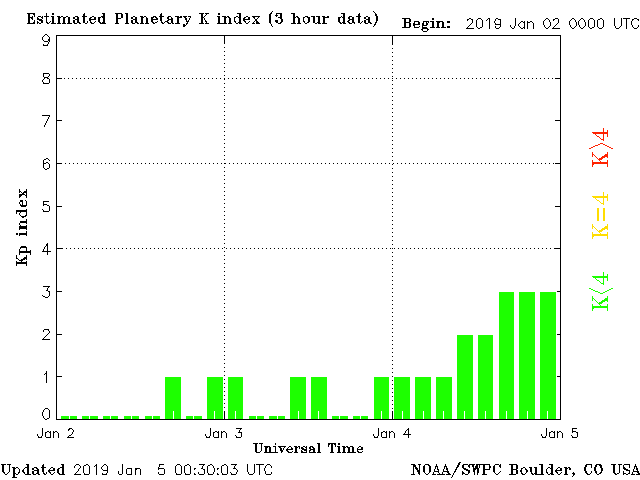 Estimated Planetary K index (3 hour data) Begin: 2019 Jan 02 0000 UTC
9
8
7
6
5
4
3
2
1
0
Kp index
K>4
K=4
K<4
Jan 2 Jan 3 Jan 4 Jan 5
Universal Time
Updated 2019 Jan 5 00:30:03 UTC NOAA/SWPC Boulder, CO USA